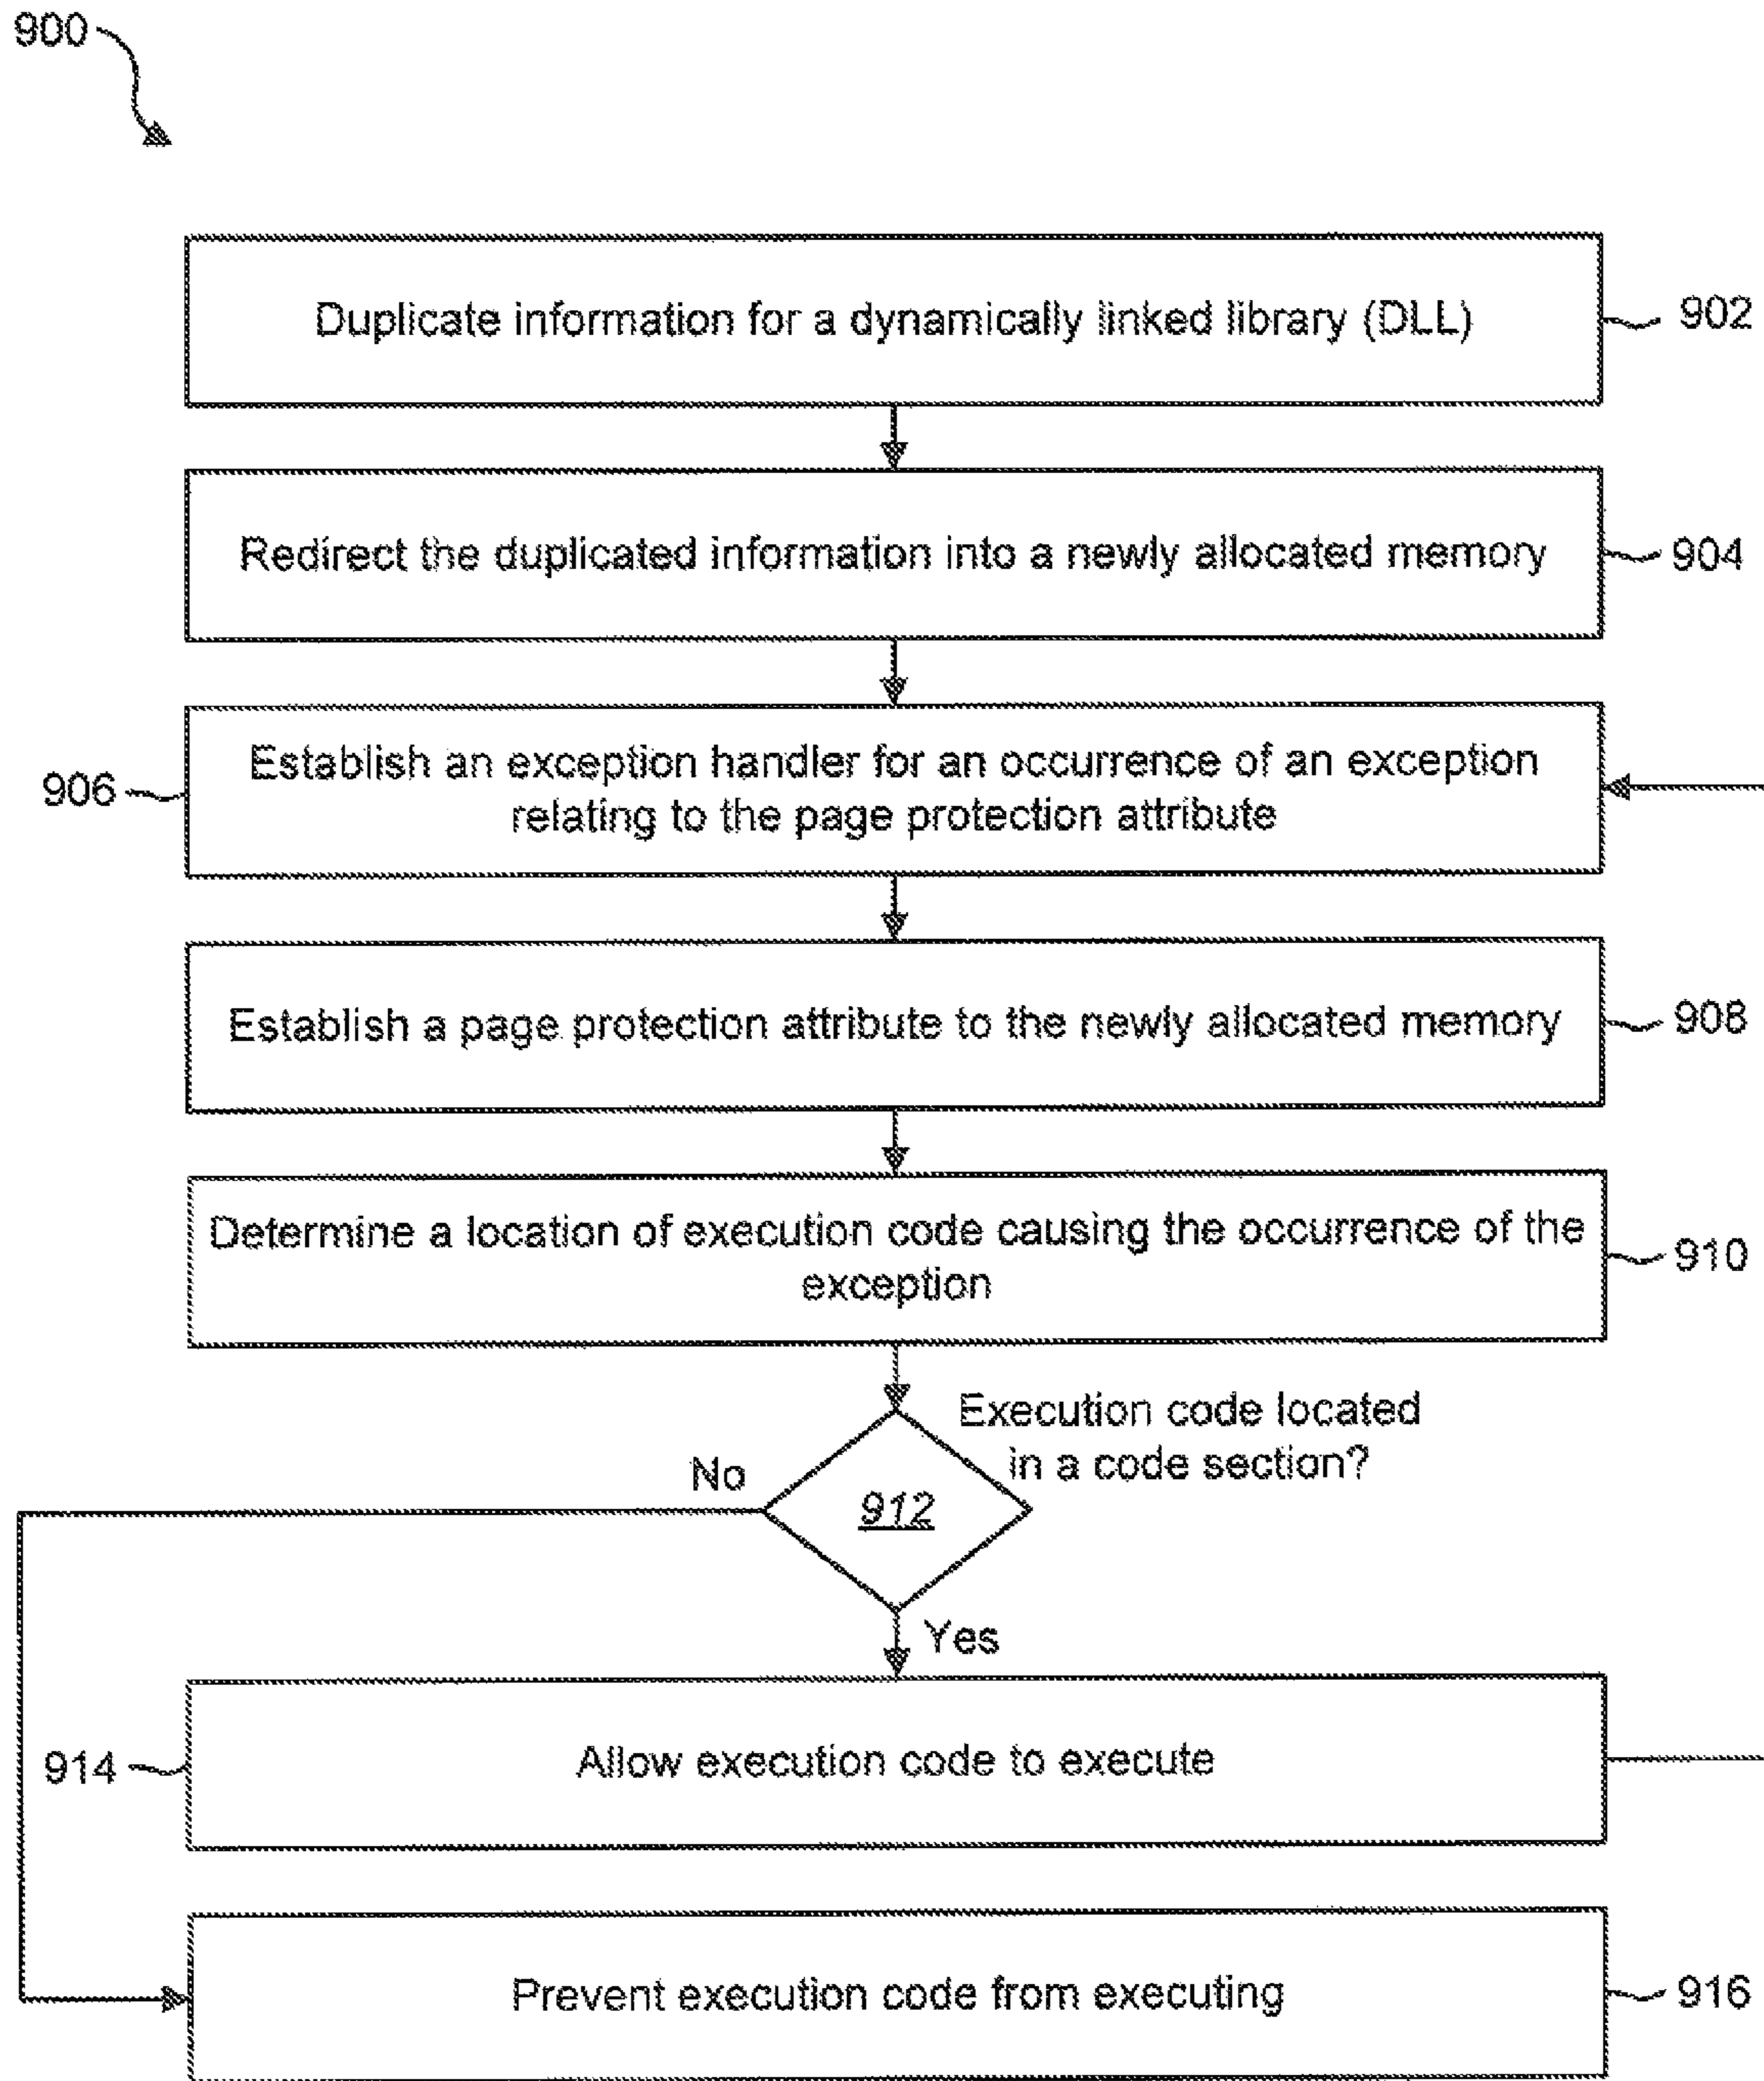 900
Duplicate information for a dynamically linked library (DLL)
902
Redirect the duplicated information into a newly allocated memory
904
Establish an exception handler for an occurrence of an exception
relating to the page protection attribute
906
Establish a page protection attribute to the newly allocated memory
908
Determine a location of execution code causing the occurrence of the
exception
910
Execution code located
in a code section?
No
912
Yes
Allow execution code to execute
914
Prevent execution code from executing
916